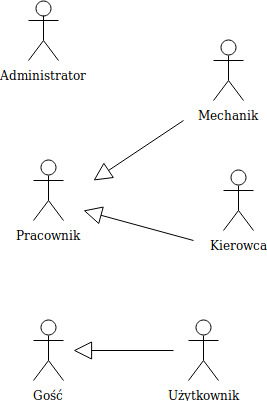 Administrator
Mechanik
Pracownik
Kierowca
Gość
Użytkownik